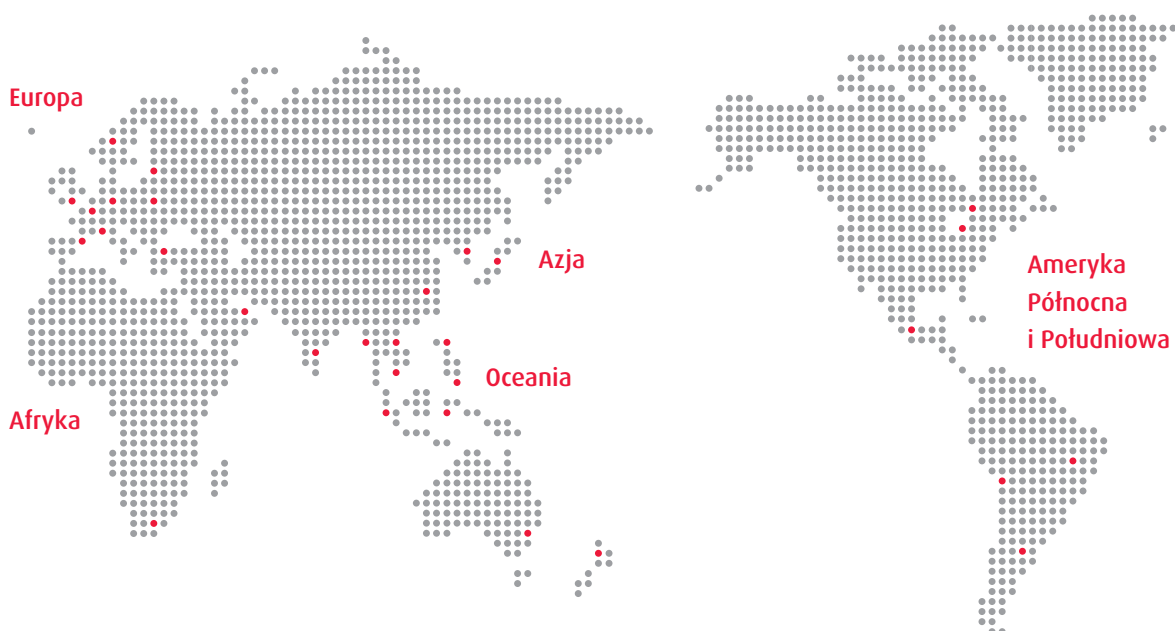 Europa
Azja
Ameryka
Północna
i Południowa
Oceania
Afryka